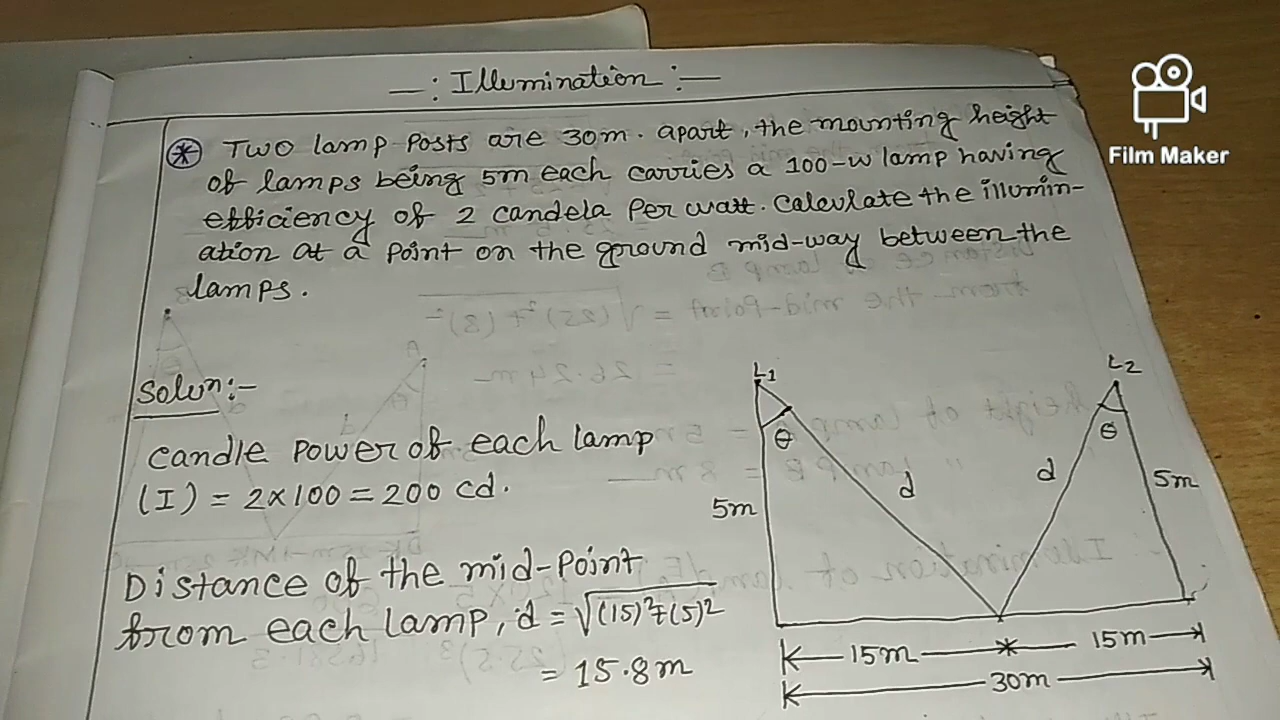 —: Illumination :—
Film Maker
* Two lamp posts are 30m. apart, the mounting height
of lamps being 5m each carries a 100-w lamp having
efficiency of 2 candela Per watt. Calculate the illumin-
ation at a point on the ground mid-way between the
lamps.
Soluⁿ:-
Candle Power of each lamp
(I) = 2×100 = 200 cd.
Distance of the mid-point
from each lamp, d = √(15)²+(5)²
= 15.8m
L1
L2
θ
θ
d
d
5m
5m
15m
15m
30m